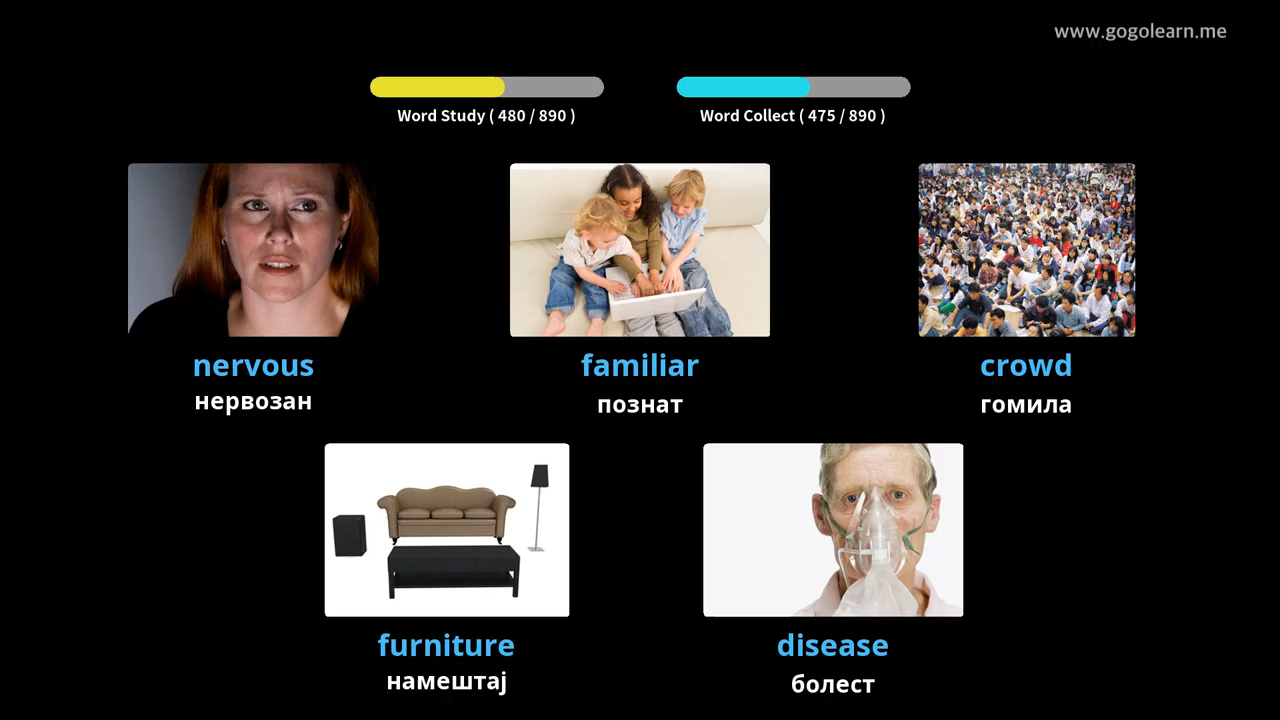 www.gogolearn.me
Word Study ( 480 / 890 )
Word Collect ( 475 / 890 )
nervous
нервозан
familiar
познат
crowd
гомила
furniture
намештај
disease
болест